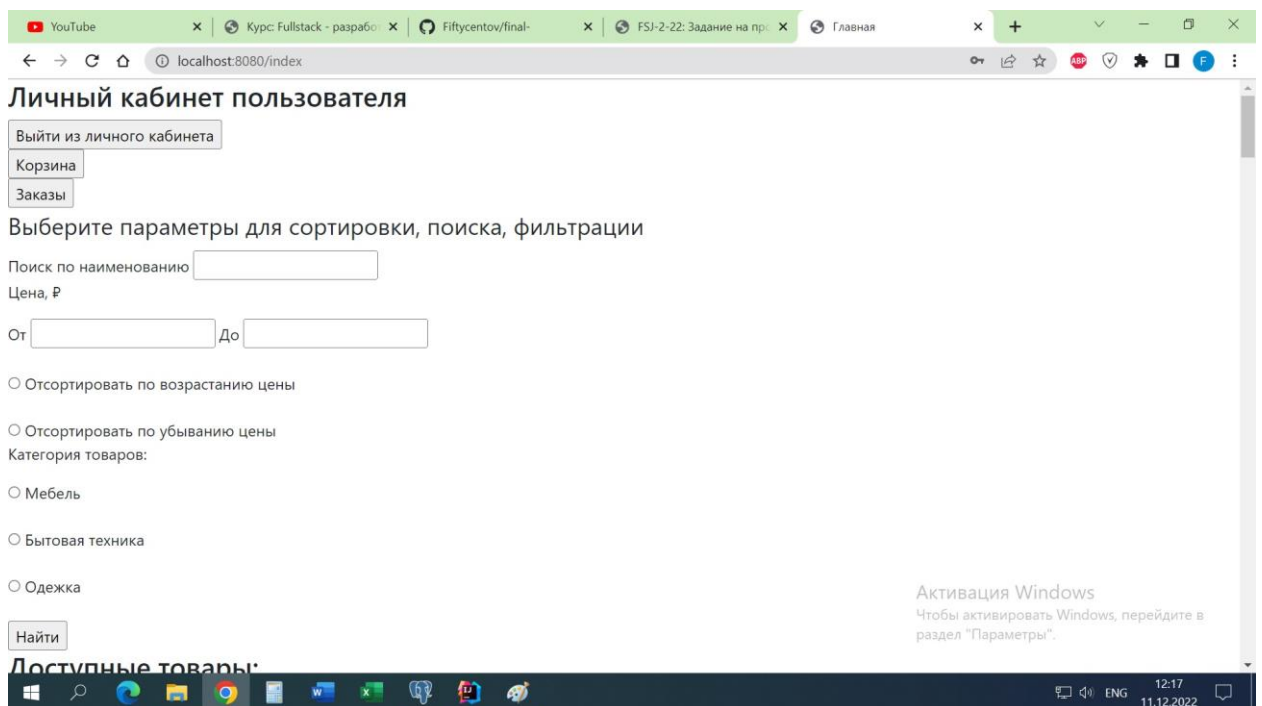 YouTube
Курс: Fullstack - разработ
Fiftycentov/final-
FSJ-2-22: Задание на про
Главная
localhost:8080/index
ABP
F
Личный кабинет пользователя
Выйти из личного кабинета
Корзина
Заказы
Выберите параметры для сортировки, поиска, фильтрации
Поиск по наименованию
Цена, ₽
От До
Отсортировать по возрастанию цены
Отсортировать по убыванию цены
Категория товаров:
Мебель
Бытовая техника
Одежка
Найти
Доступные товары:
Активация Windows
Чтобы активировать Windows, перейдите в
раздел "Параметры".
ENG
12:17
11.12.2022